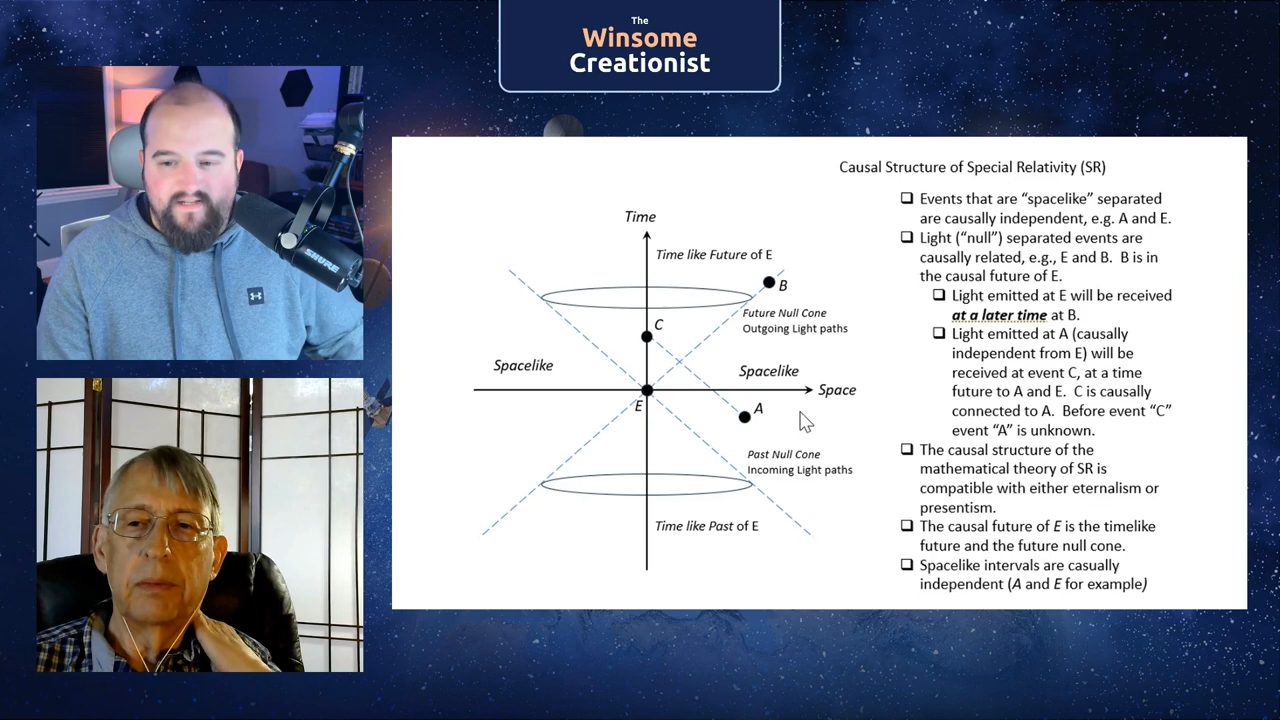 The
Winsome
Creationist
Causal Structure of Special Relativity (SR)
Time
Time like Future of E
B
Future Null Cone
Outgoing Light paths
C
Spacelike
Spacelike
Space
E
A
Past Null Cone
Incoming Light paths
Time like Past of E
Events that are “spacelike” separated
are causally independent, e.g. A and E.
Light (“null”) separated events are
causally related, e.g., E and B. B is in
the causal future of E.
Light emitted at E will be received
at a later time at B.
Light emitted at A (causally
independent from E) will be
received at event C, at a time
future to A and E. C is causally
connected to A. Before event “C”
event “A” is unknown.
The causal structure of the
mathematical theory of SR is
compatible with either eternalism or
presentism.
The causal future of E is the timelike
future and the future null cone.
Spacelike intervals are casually
independent (A and E for example)
SHURE